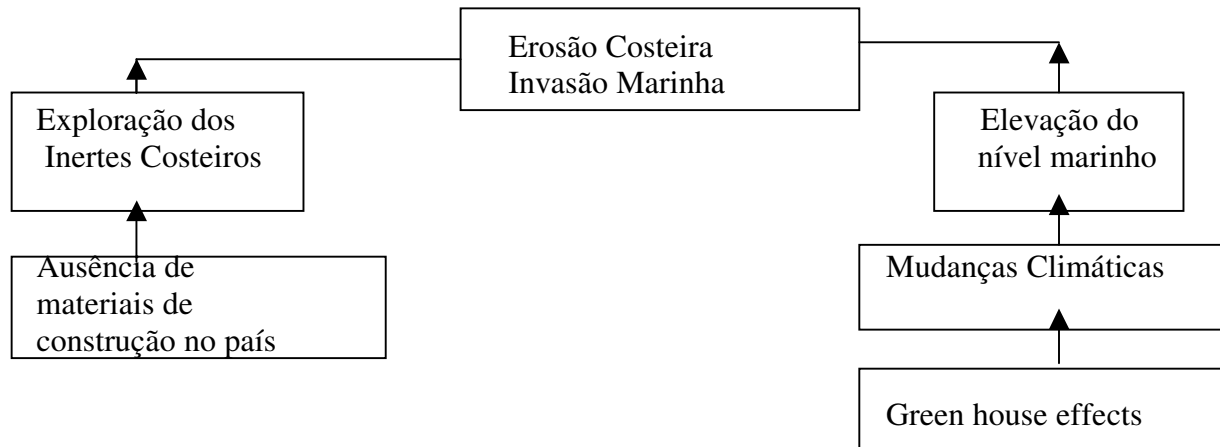 Erosão Costeira
Invasão Marinha
Exploração dos
Inertes Costeiros
Elevação do
nível marinho
Ausência de
materiais de
construção no país
Mudanças Climáticas
Green house effects